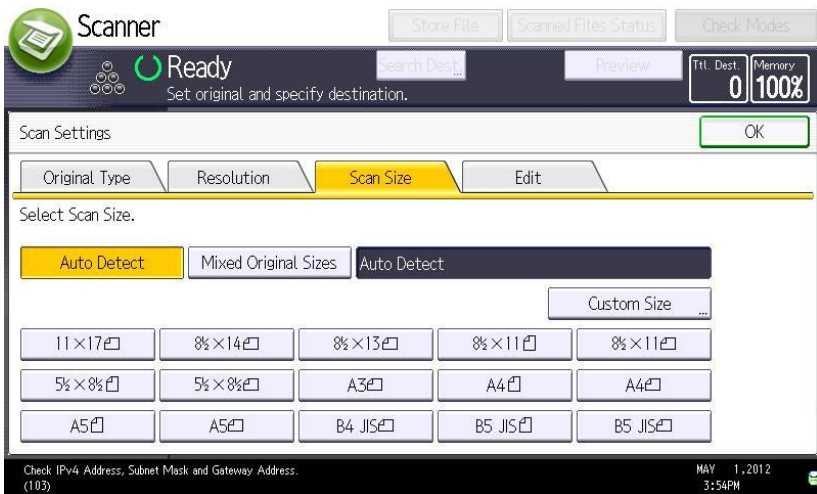 Scanner
Store File
Scanned Files Status
Check Modes
Ready
Search Dest.
Preview
Ttl. Dest.
0
Memory
100%
Set original and specify destination.
Scan Settings
OK
Original Type
Resolution
Scan Size
Edit
Select Scan Size.
Auto Detect
Mixed Original Sizes
Auto Detect
Custom Size
11×17
8½×14
8½×13
8½×11
8½×11
5½×8½
5½×8½
A3
A4
A4
A5
A5
B4 JIS
B5 JIS
B5 JIS
Check IPv4 Address, Subnet Mask and Gateway Address.
(103)
MAY 1,2012
3:54PM